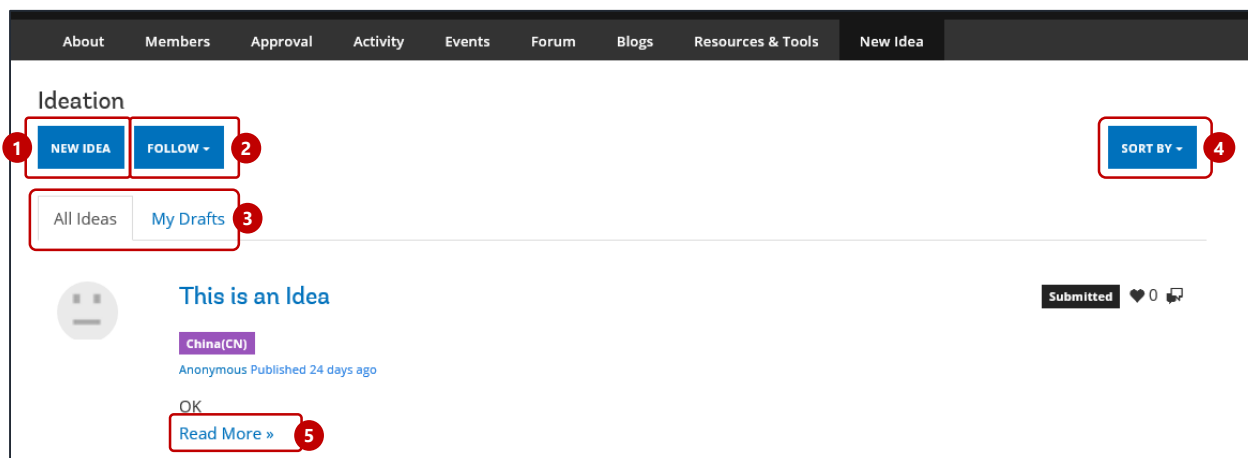 About Members Approval Activity Events Forum Blogs Resources & Tools New Idea
Ideation
1 NEW IDEA FOLLOW 2 SORT BY 4
All Ideas My Drafts 3
This is an Idea
Submitted 0
China(CN)
Anonymous Published 24 days ago
OK
Read More » 5